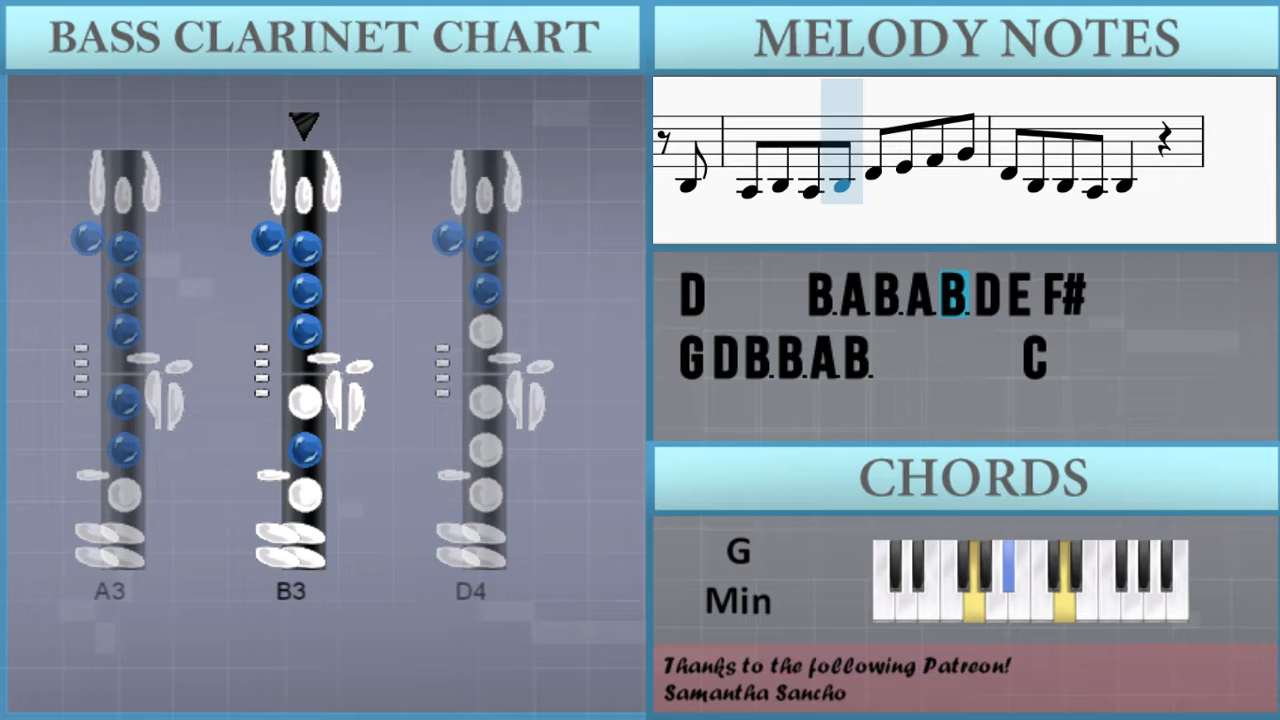 BASS CLARINET CHART
A3
B3
D4
MELODY NOTES
D B.A.B.A.B.D E F#
G D B.B.A.B. C
CHORDS
G
Min
Thanks to the following Patreon!
Samantha Sancho